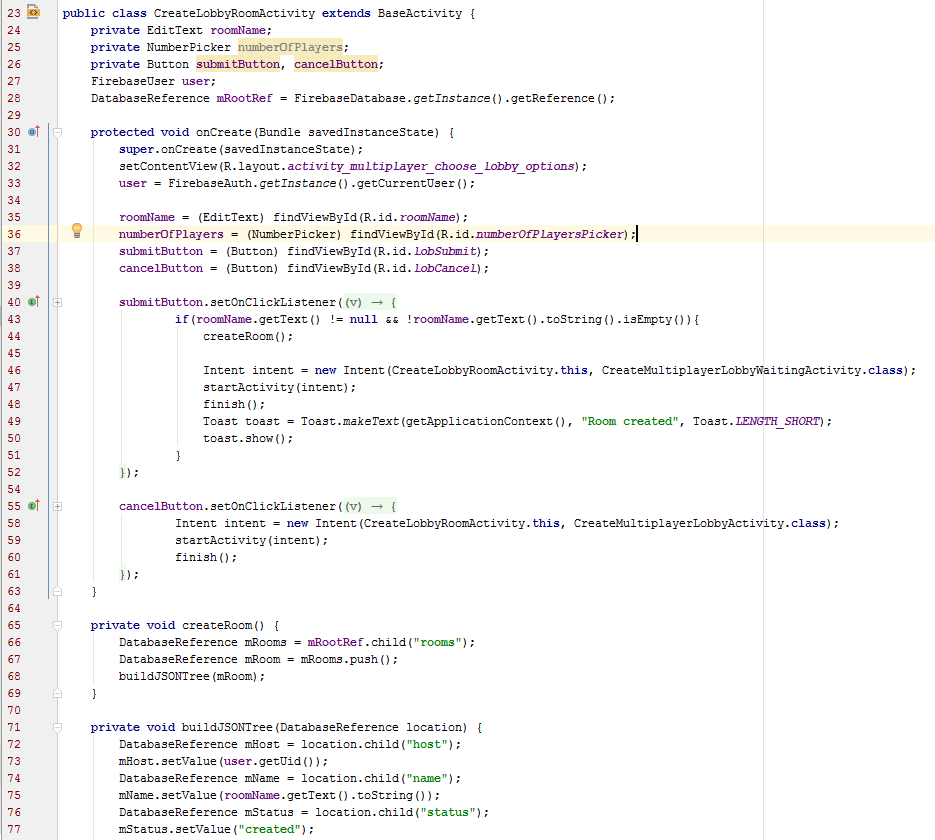 23 public class CreateLobbyRoomActivity extends BaseActivity {
24     private EditText roomName;
25     private NumberPicker numberOfPlayers;
26     private Button submitButton, cancelButton;
27     FirebaseUser user;
28     DatabaseReference mRootRef = FirebaseDatabase.getInstance().getReference();
29
30     protected void onCreate(Bundle savedInstanceState) {
31         super.onCreate(savedInstanceState);
32         setContentView(R.layout.activity_multiplayer_choose_lobby_options);
33         user = FirebaseAuth.getInstance().getCurrentUser();
34
35         roomName = (EditText) findViewById(R.id.roomName);
36         numberOfPlayers = (NumberPicker) findViewById(R.id.numberOfPlayersPicker);
37         submitButton = (Button) findViewById(R.id.lobSubmit);
38         cancelButton = (Button) findViewById(R.id.lobCancel);
39
40         submitButton.setOnClickListener((v) → {
43                 if(roomName.getText() != null && !roomName.getText().toString().isEmpty()){
44                     createRoom();
45
46                     Intent intent = new Intent(CreateLobbyRoomActivity.this, CreateMultiplayerLobbyWaitingActivity.class);
47                     startActivity(intent);
48                     finish();
49                     Toast toast = Toast.makeText(getApplicationContext(), "Room created", Toast.LENGTH_SHORT);
50                     toast.show();
51                 }
52         });
54
55         cancelButton.setOnClickListener((v) → {
58                 Intent intent = new Intent(CreateLobbyRoomActivity.this, CreateMultiplayerLobbyActivity.class);
59                 startActivity(intent);
60                 finish();
61         });
63     }
64
65     private void createRoom() {
66         DatabaseReference mRooms = mRootRef.child("rooms");
67         DatabaseReference mRoom = mRooms.push();
68         buildJSONTree(mRoom);
69     }
70
71     private void buildJSONTree(DatabaseReference location) {
72         DatabaseReference mHost = location.child("host");
73         mHost.setValue(user.getUid());
74         DatabaseReference mName = location.child("name");
75         mName.setValue(roomName.getText().toString());
76         DatabaseReference mStatus = location.child("status");
77         mStatus.setValue("created");